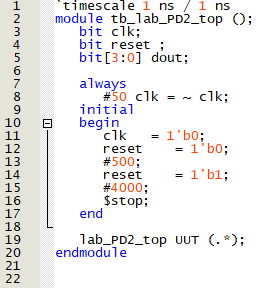 1 `timescale 1 ns / 1 ns
2 module tb_lab_PD2_top ();
3 bit clk;
4 bit reset ;
5 bit[3:0] dout;
6
7 always
8 #50 clk = ~ clk;
9 initial
10 begin
11 clk = 1'b0;
12 reset = 1'b0;
13 #500;
14 reset = 1'b1;
15 #4000;
16 $stop;
17 end
18
19 lab_PD2_top UUT (.*);
20 endmodule
21
22